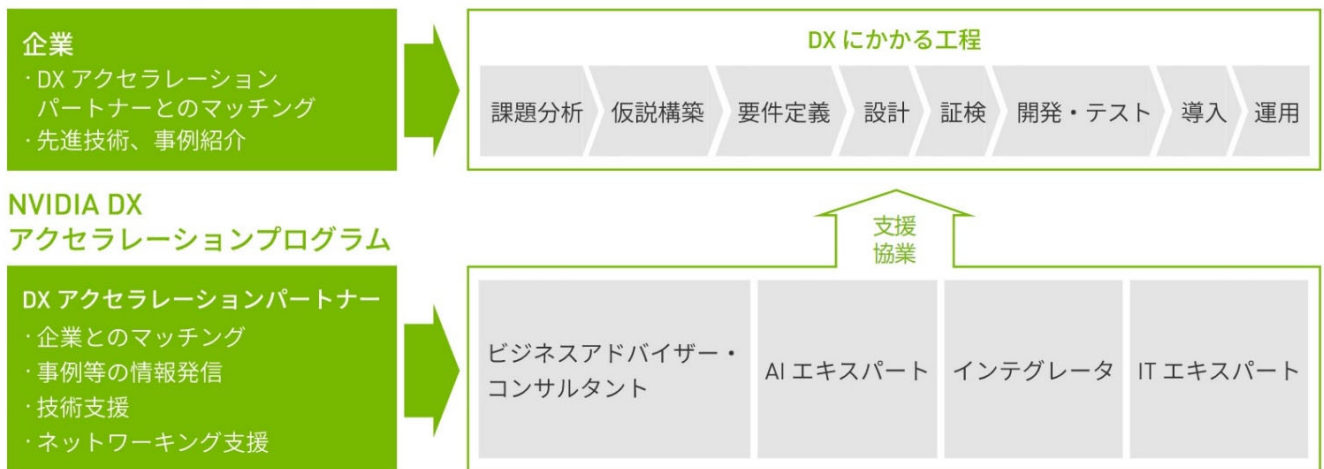 企業
・DX アクセラレーション
パートナーとのマッチング
・先進技術、事例紹介
DX にかかる工程
課題分析 仮説構築 要件定義 設計 証検 開発・テスト 導入 運用
NVIDIA DX
アクセラレーションプログラム
支援
協業
DX アクセラレーションパートナー
・企業とのマッチング
・事例等の情報発信
・技術支援
・ネットワーキング支援
ビジネスアドバイザー・
コンサルタント
AI エキスパート
インテグレータ
IT エキスパート